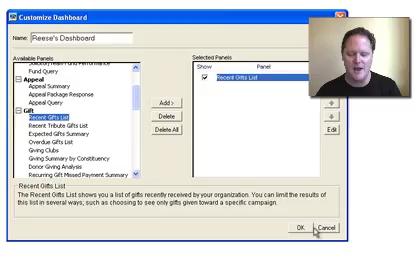 Customize Dashboard
Name: Reese's Dashboard
Available Panels
Fund Query
Appeal
Appeal Summary
Appeal Package Response
Appeal Query
Gift
Recent Gifts List
Recent Tribute Gifts List
Expected Gifts Summary
Overdue Gifts List
Giving Clubs
Giving Summary by Constituency
Donor Giving Analysis
Recurring Gift Missed Payment Summary
Add >
Delete
Delete All
Selected Panels
Show Panel
Recent Gifts List
Edit
Recent Gifts List
The Recent Gifts List shows you a list of gifts recently received by your organization. You can limit the results of
this list in several ways, such as choosing to see only gifts given toward a specific campaign.
OK Cancel